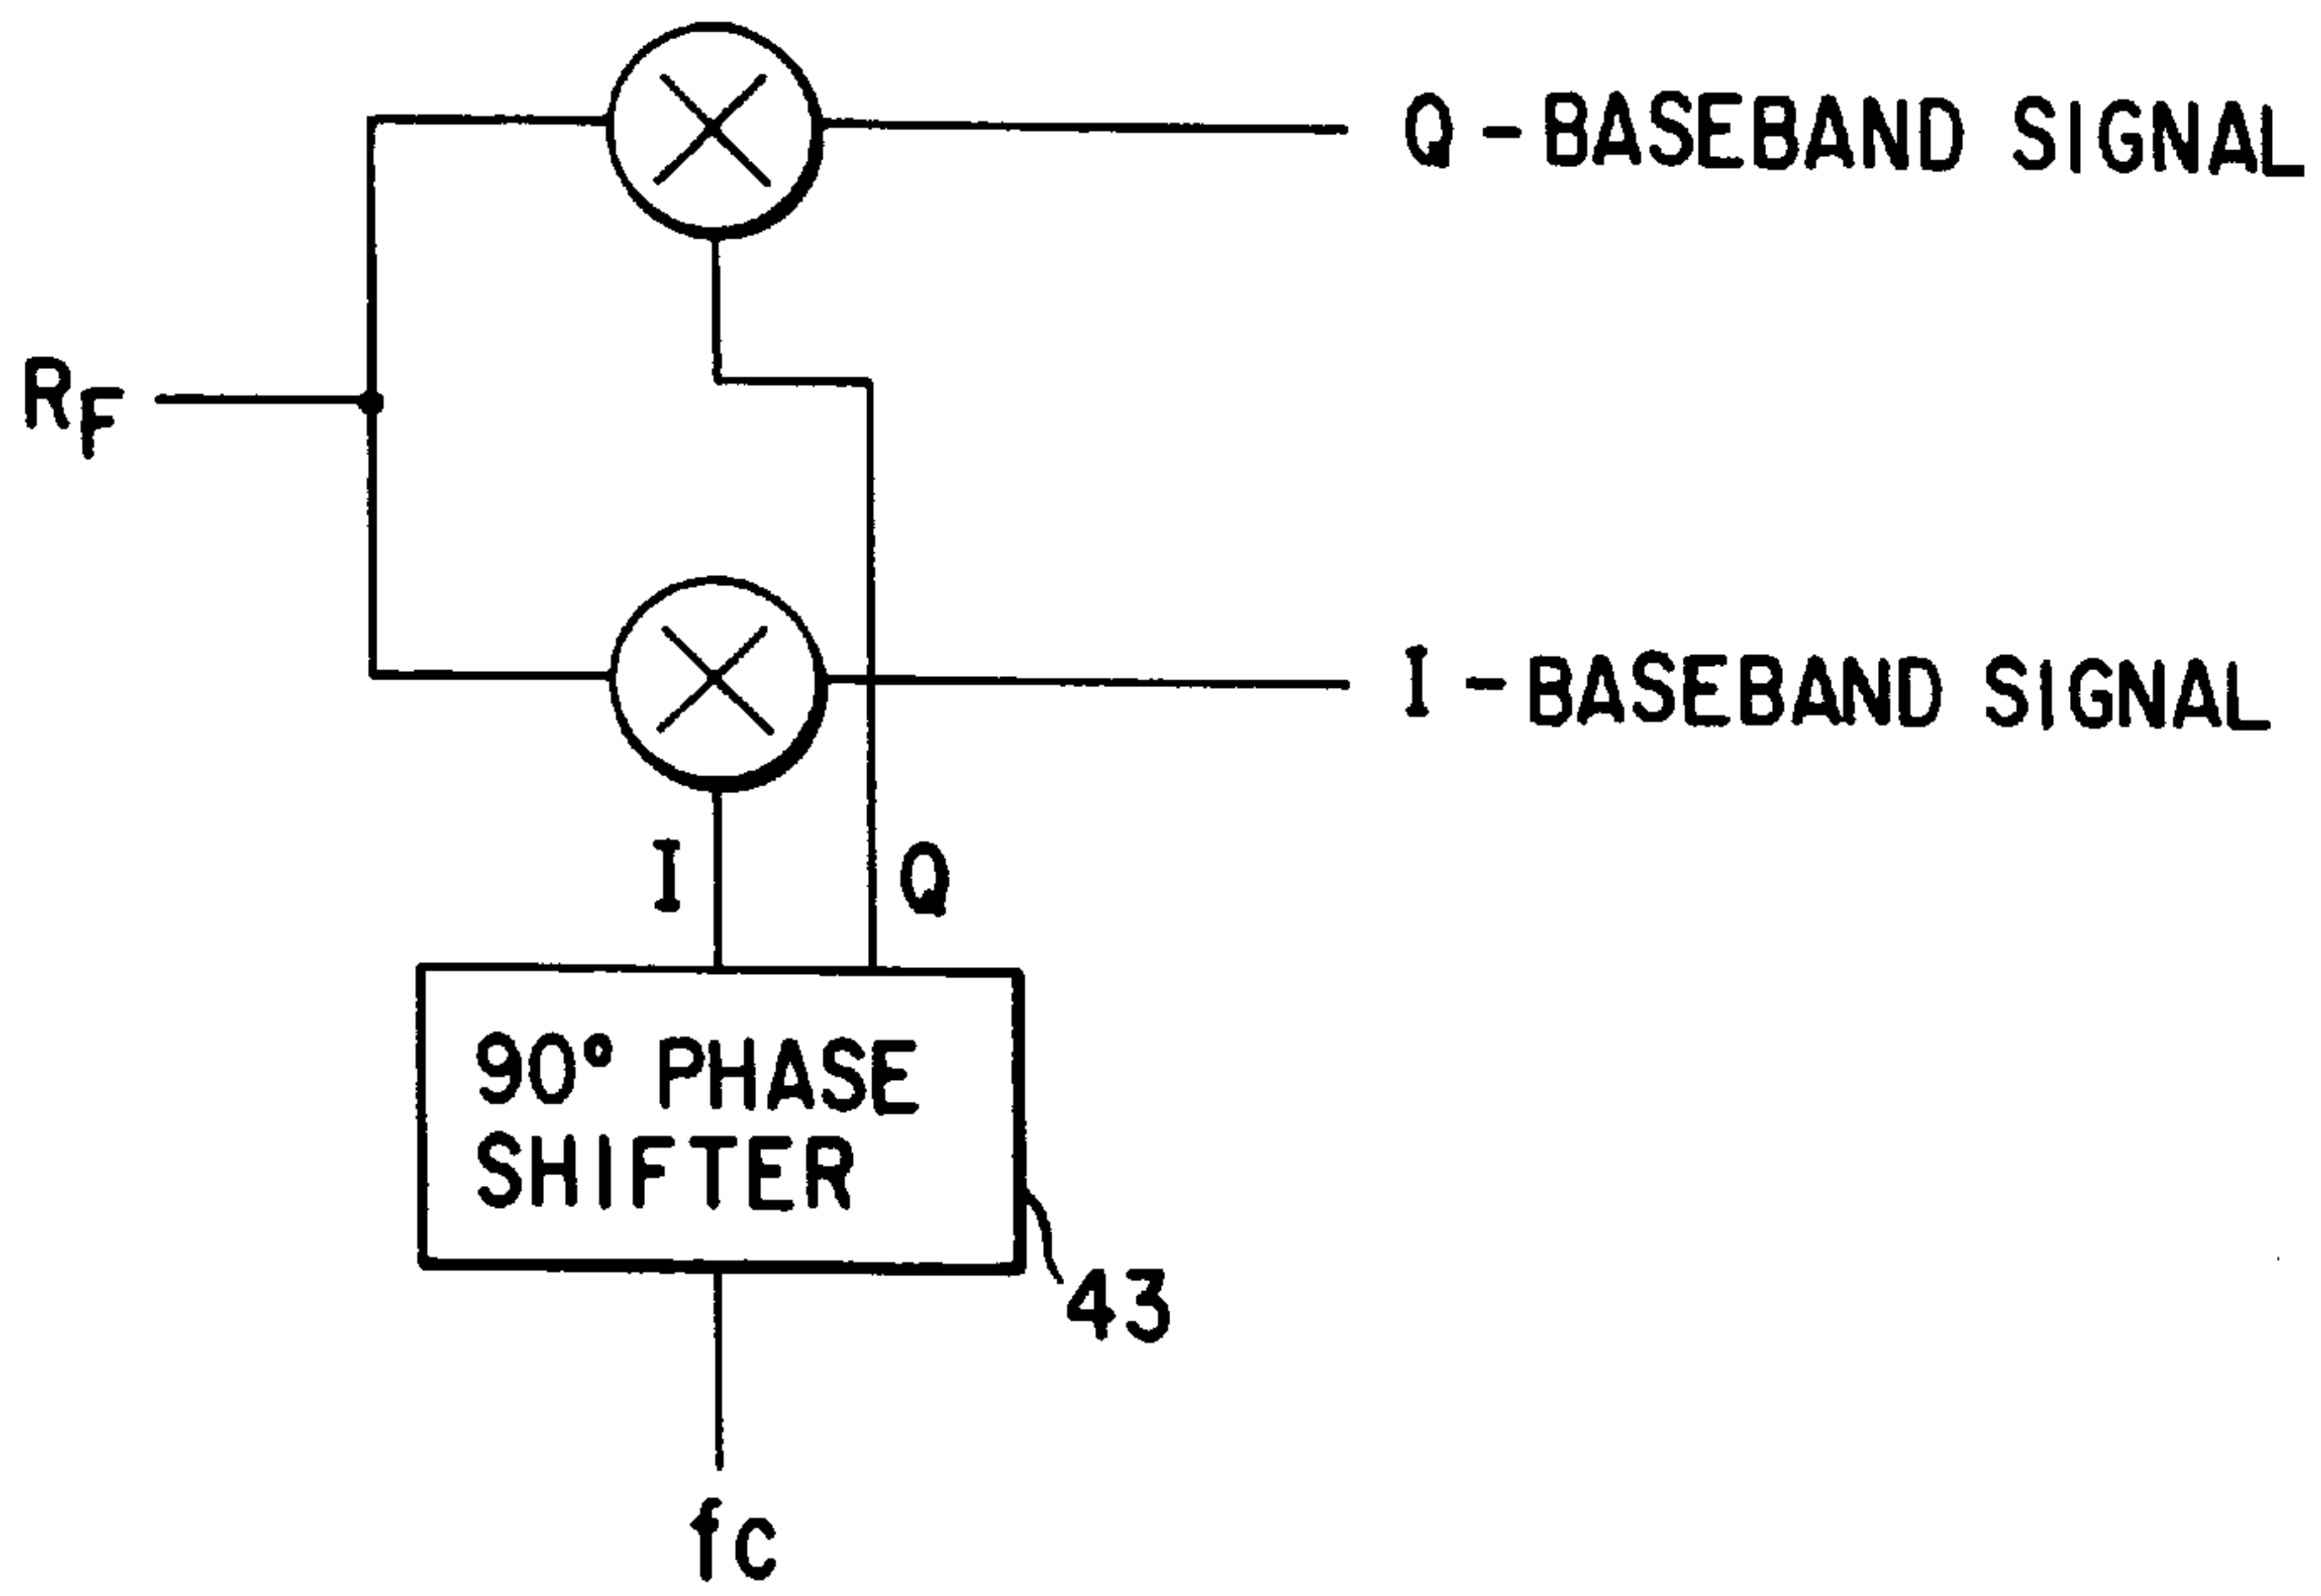 Q - BASEBAND SIGNAL
RF
I - BASEBAND SIGNAL
I
Q
90° PHASE
SHIFTER
43
fc